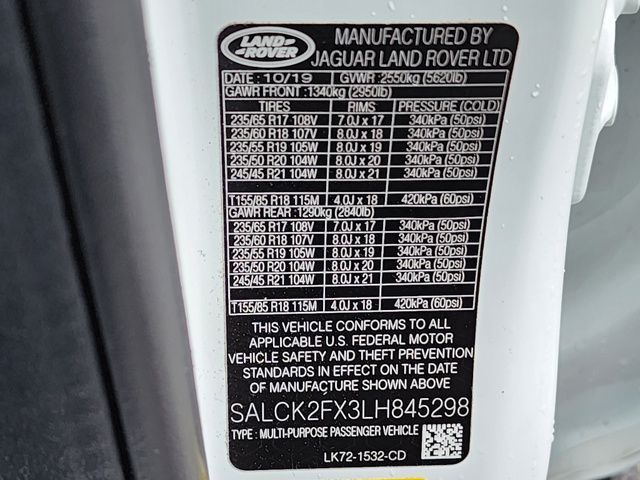 LAND ROVER
MANUFACTURED BY
JAGUAR LAND ROVER LTD
DATE : 10/19 GVWR : 2550kg (5620lb)
GAWR FRONT : 1340kg (2950lb)
TIRES RIMS PRESSURE (COLD)
235/65 R17 108V 7.0J x 17 340kPa (50psi)
235/60 R18 107V 8.0J x 18 340kPa (50psi)
235/55 R19 105W 8.0J x 19 340kPa (50psi)
235/50 R20 104W 8.0J x 20 340kPa (50psi)
245/45 R21 104W 8.0J x 21 340kPa (50psi)
T155/85 R18 115M 4.0J x 18 420kPa (60psi)
GAWR REAR : 1290kg (2840lb)
235/65 R17 108V 7.0J x 17 340kPa (50psi)
235/60 R18 107V 8.0J x 18 340kPa (50psi)
235/55 R19 105W 8.0J x 19 340kPa (50psi)
235/50 R20 104W 8.0J x 20 340kPa (50psi)
245/45 R21 104W 8.0J x 21 340kPa (50psi)
T155/85 R18 115M 4.0J x 18 420kPa (60psi)
THIS VEHICLE CONFORMS TO ALL
APPLICABLE U.S. FEDERAL MOTOR
VEHICLE SAFETY AND THEFT PREVENTION
STANDARDS IN EFFECT ON THE DATE
OF MANUFACTURE SHOWN ABOVE
SALCK2FX3LH845298
TYPE : MULTI-PURPOSE PASSENGER VEHICLE
LK72-1532-CD